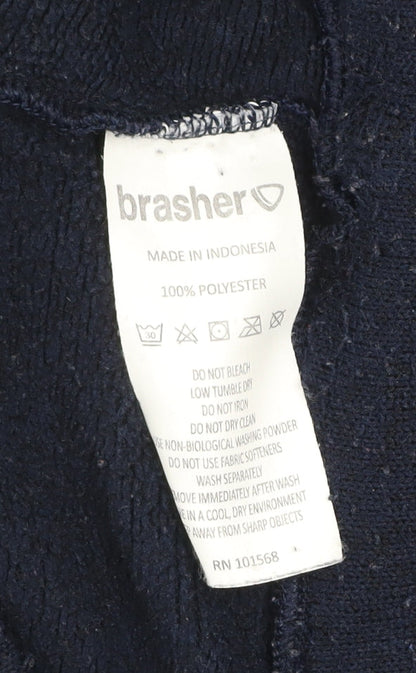 brasher
MADE IN INDONESIA
100% POLYESTER
30
DO NOT BLEACH
LOW TUMBLE DRY
DO NOT IRON
DO NOT DRY CLEAN
NON-BIOLOGICAL WASHING POWDER
DO NOT USE FABRIC SOFTENERS
WASH SEPARATELY
MOVE IMMEDIATELY AFTER WASH
IN A COOL, DRY ENVIRONMENT
AWAY FROM SHARP OBJECTS
RN 101568